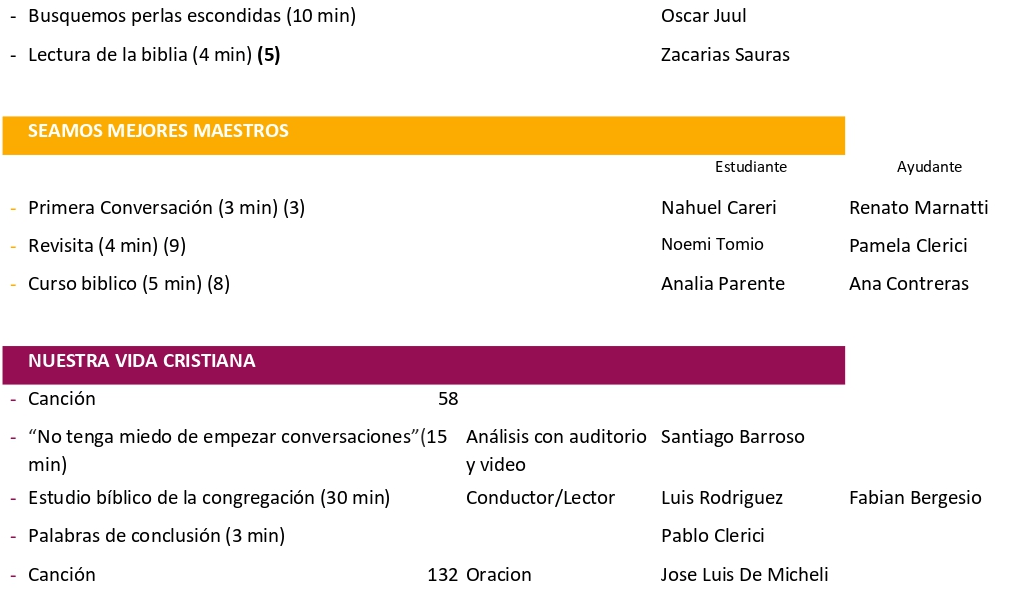 - Busquemos perlas escondidas (10 min) Oscar Juul
- Lectura de la biblia (4 min) (5) Zacarias Sauras
SEAMOS MEJORES MAESTROS
Estudiante Ayudante
- Primera Conversación (3 min) (3) Nahuel Careri Renato Marnatti
- Revisita (4 min) (9) Noemi Tomio Pamela Clerici
- Curso biblico (5 min) (8) Analia Parente Ana Contreras
NUESTRA VIDA CRISTIANA
- Canción 58
- “No tenga miedo de empezar conversaciones”(15 Análisis con auditorio Santiago Barroso
min) y video
- Estudio bíblico de la congregación (30 min) Conductor/Lector Luis Rodriguez Fabian Bergesio
- Palabras de conclusión (3 min) Pablo Clerici
- Canción 132 Oracion Jose Luis De Micheli